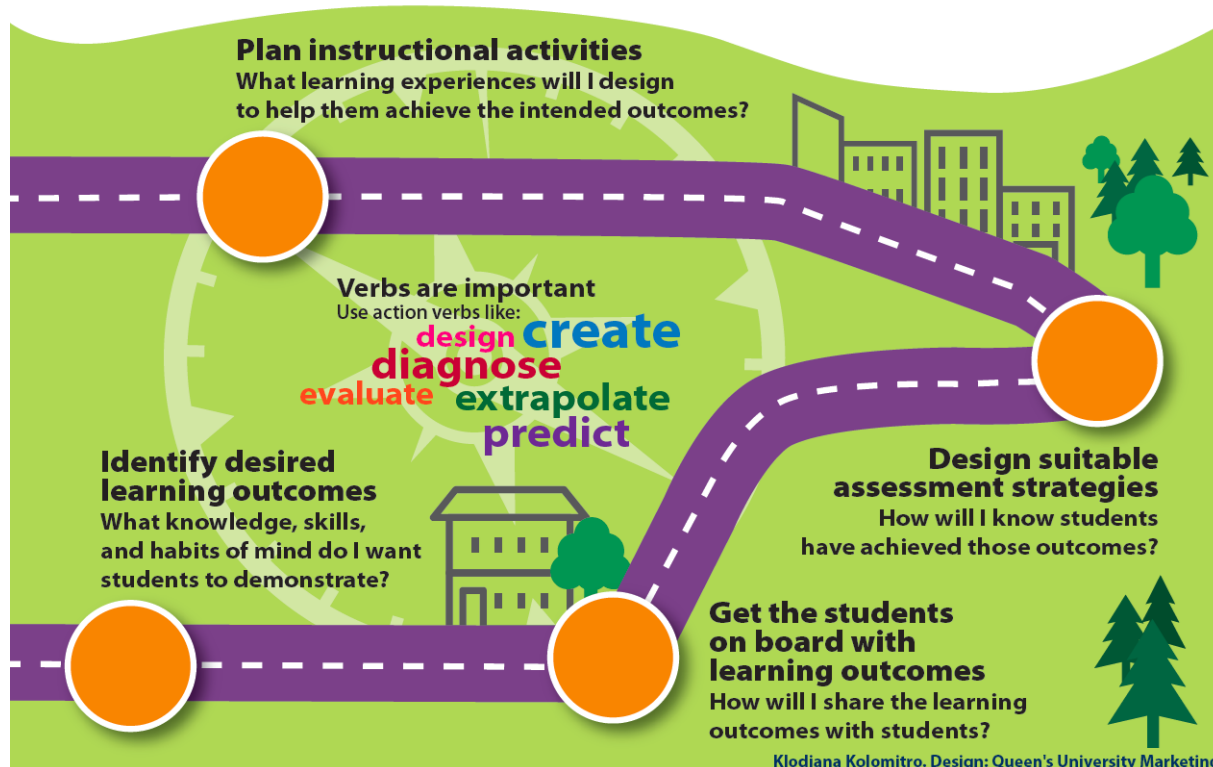 Plan instructional activities
What learning experiences will I design
to help them achieve the intended outcomes?
Verbs are important
Use action verbs like:
design create
diagnose
evaluate extrapolate
predict
Identify desired
learning outcomes
What knowledge, skills,
and habits of mind do I want
students to demonstrate?
Design suitable
assessment strategies
How will I know students
have achieved those outcomes?
Get the students
on board with
learning outcomes
How will I share the learning
outcomes with students?
Klodiana Kolomitro. Design: Queen's University Marketing